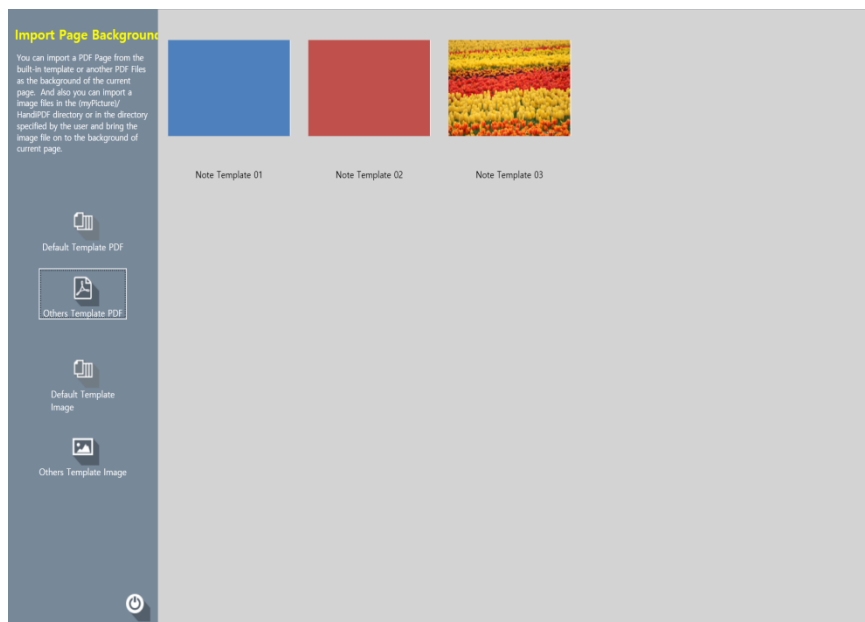 Import Page Background
You can import a PDF Page from the
built-in template or another PDF Files
as the background of the current
page. And also you can import a
image files in the (myPicture)/
HandiPDF directory or in the directory
specified by the user and bring the
image file on to the background of
current page.
Default Template PDF
Others Template PDF
Default Template
Image
Others Template Image
Note Template 01
Note Template 02
Note Template 03